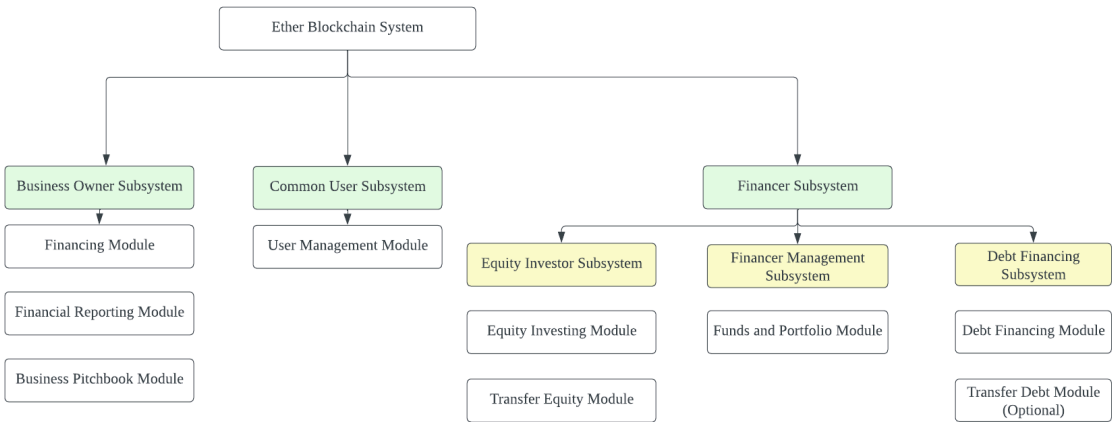 Ether Blockchain System
Business Owner Subsystem
Common User Subsystem
Financer Subsystem
Financing Module
User Management Module
Equity Investor Subsystem
Financer Management
Subsystem
Debt Financing
Subsystem
Financial Reporting Module
Equity Investing Module
Funds and Portfolio Module
Debt Financing Module
Business Pitchbook Module
Transfer Equity Module
Transfer Debt Module
(Optional)